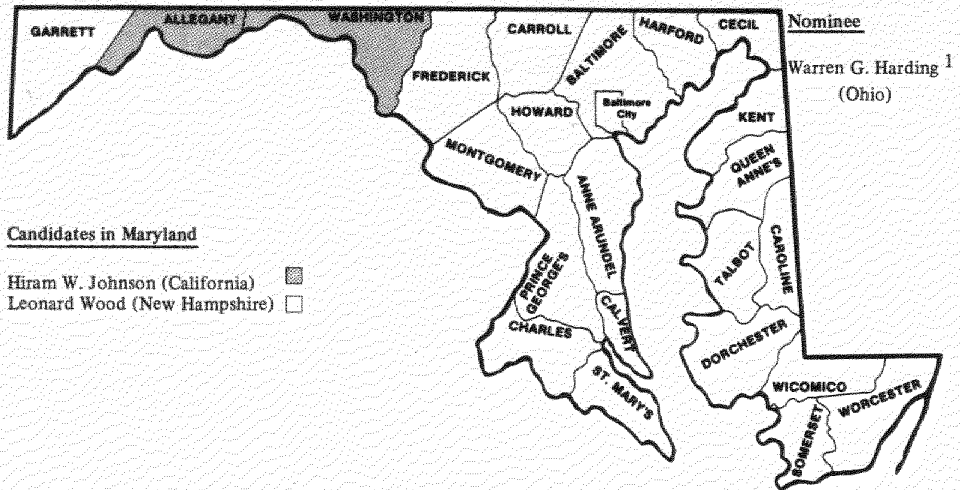 GARRETT
ALLEGANY
WASHINGTON
FREDERICK
CARROLL
BALTIMORE
HARFORD
CECIL
Nominee
Warren G. Harding 1
(Ohio)
HOWARD
Baltimore
City
KENT
MONTGOMERY
QUEEN
ANNE'S
ANNE ARUNDEL
TALBOT
CAROLINE
Candidates in Maryland
Hiram W. Johnson (California)
Leonard Wood (New Hampshire)
PRINCE
GEORGE'S
CALVERT
CHARLES
ST. MARY'S
DORCHESTER
WICOMICO
WORCESTER
SOMERSET